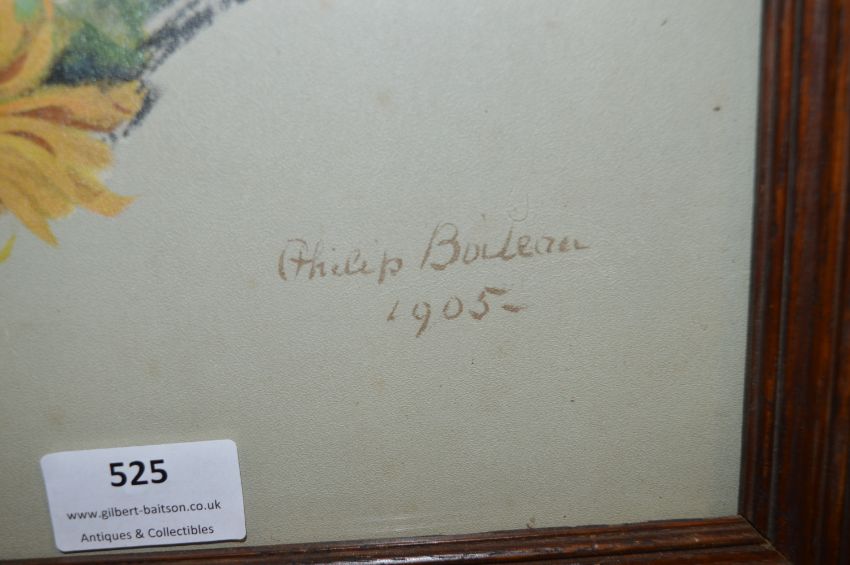 Philip Boileau
1905-
525
www.gilbert-baitson.co.uk
Antiques & Collectibles